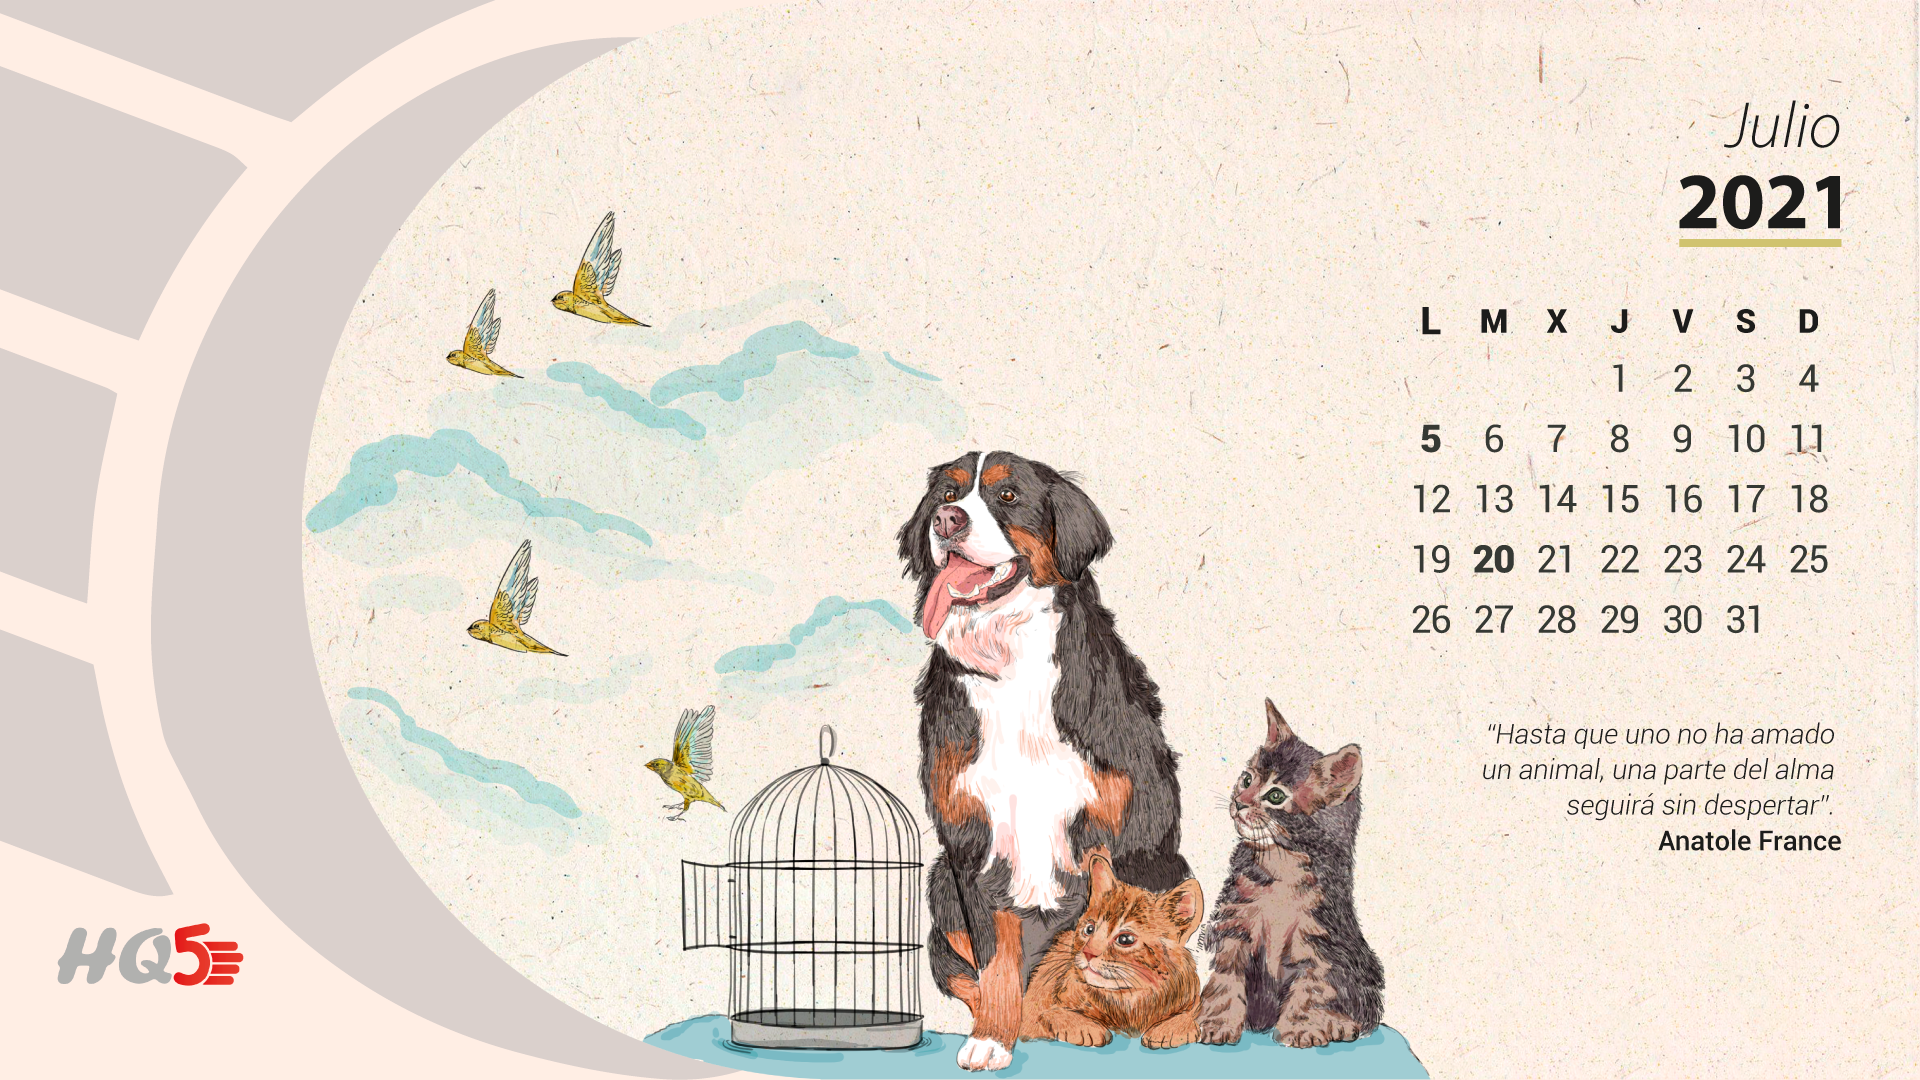 Julio
2021
L M X J V S D
1 2 3 4
5 6 7 8 9 10 11
12 13 14 15 16 17 18
19 20 21 22 23 24 25
26 27 28 29 30 31
“Hasta que uno no ha amado
un animal, una parte del alma
seguirá sin despertar”.
Anatole France
HQ5